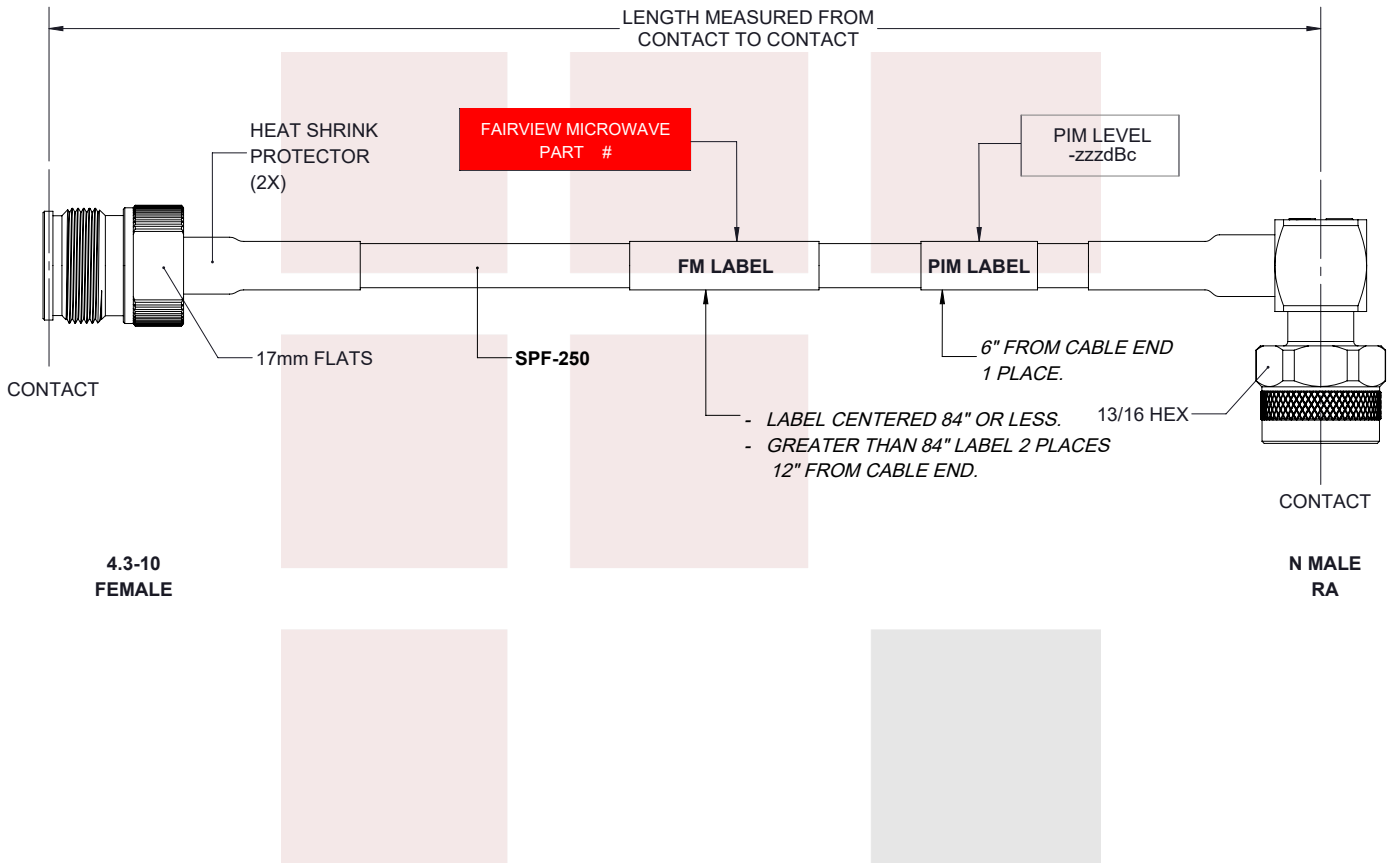 LENGTH MEASURED FROM
CONTACT TO CONTACT
HEAT SHRINK
PROTECTOR
(2X)
FAIRVIEW MICROWAVE
PART #
PIM LEVEL
-zzzdBc
FM LABEL
PIM LABEL
17mm FLATS
SPF-250
6" FROM CABLE END
1 PLACE.
CONTACT
- LABEL CENTERED 84" OR LESS.
- GREATER THAN 84" LABEL 2 PLACES
12" FROM CABLE END.
13/16 HEX
CONTACT
4.3-10
FEMALE
N MALE
RA